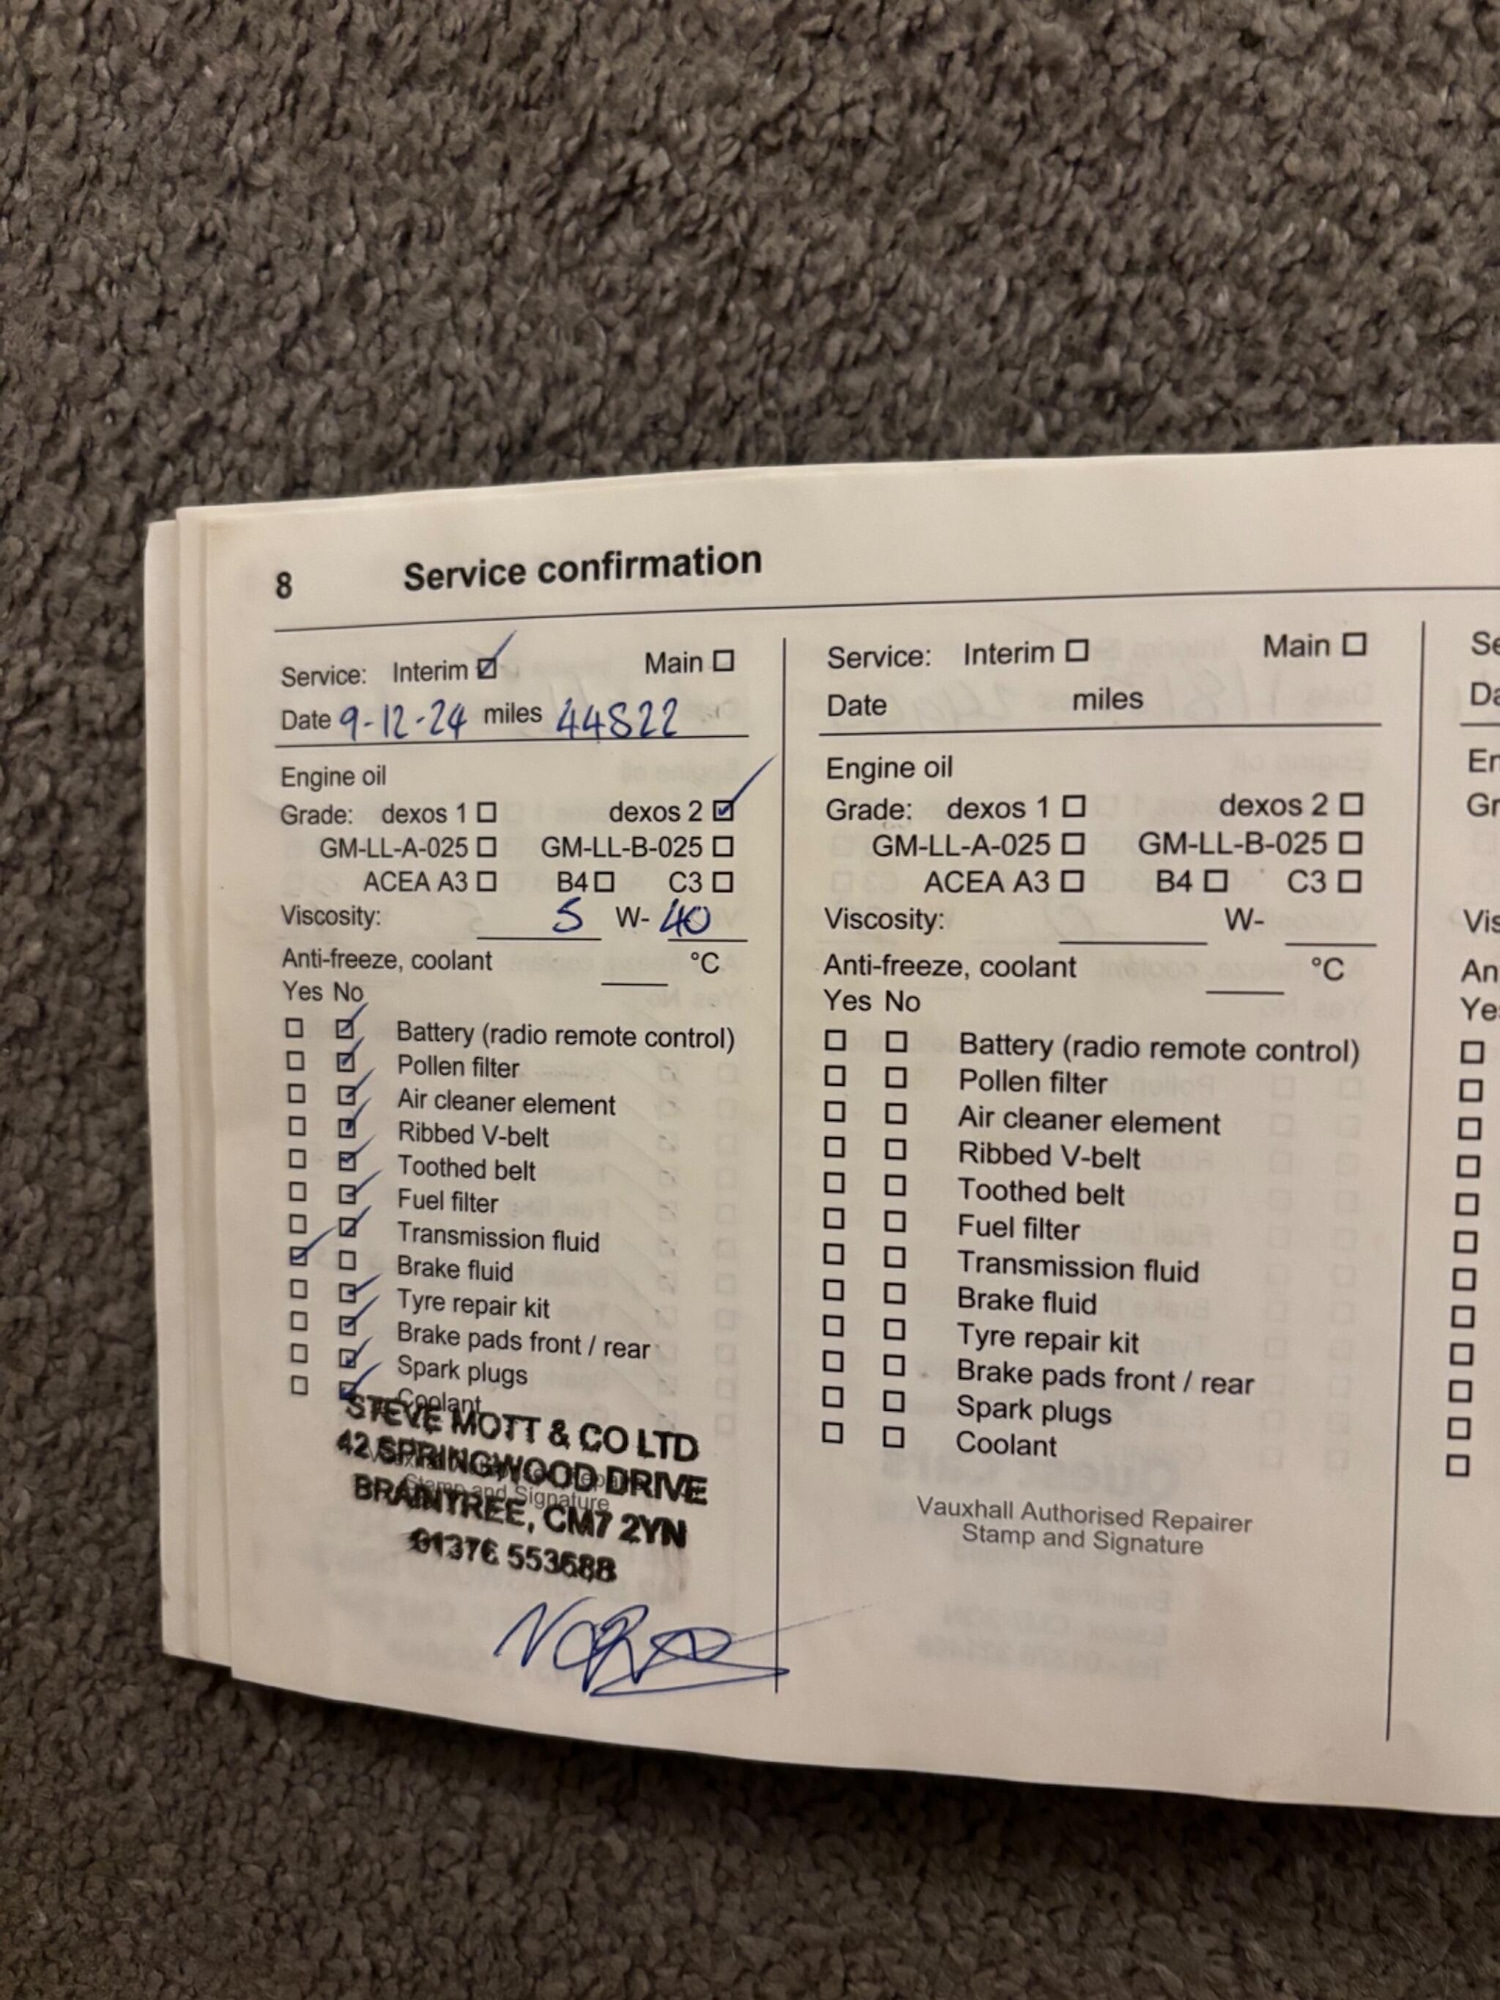 8 Service confirmation
Service: Interim ☑ Main ☐
Date 9-12-24 miles 44822
Engine oil
Grade: dexos 1 ☐ dexos 2 ☑
GM-LL-A-025 ☐ GM-LL-B-025 ☐
ACEA A3 ☐ B4 ☐ C3 ☐
Viscosity: 5 W- 40
Anti-freeze, coolant °C
Yes No
☐ ☑ Battery (radio remote control)
☐ ☑ Pollen filter
☐ ☑ Air cleaner element
☐ ☑ Ribbed V-belt
☐ ☑ Toothed belt
☐ ☑ Fuel filter
☐ ☑ Transmission fluid
☑ ☐ Brake fluid
☐ ☑ Tyre repair kit
☐ ☑ Brake pads front / rear
☐ ☑ Spark plugs
☐ ☑ Coolant
STEVE MOTT & CO LTD
42 SPRINGWOOD DRIVE
Stamp and Signature
BRAINTREE, CM7 2YN
01376 553688
Service: Interim ☐ Main ☐
Date miles
Engine oil
Grade: dexos 1 ☐ dexos 2 ☐
GM-LL-A-025 ☐ GM-LL-B-025 ☐
ACEA A3 ☐ B4 ☐ C3 ☐
Viscosity: W-
Anti-freeze, coolant °C
Yes No
☐ ☐ Battery (radio remote control)
☐ ☐ Pollen filter
☐ ☐ Air cleaner element
☐ ☐ Ribbed V-belt
☐ ☐ Toothed belt
☐ ☐ Fuel filter
☐ ☐ Transmission fluid
☐ ☐ Brake fluid
☐ ☐ Tyre repair kit
☐ ☐ Brake pads front / rear
☐ ☐ Spark plugs
☐ ☐ Coolant
Vauxhall Authorised Repairer
Stamp and Signature